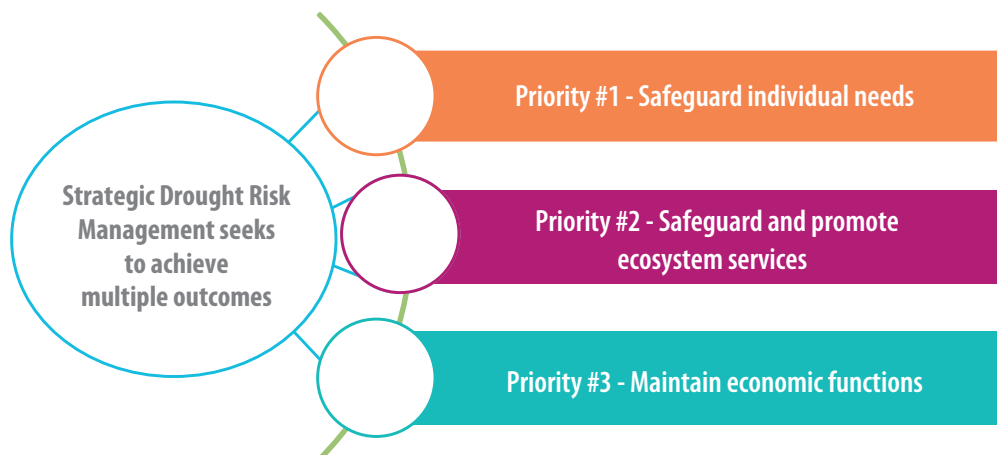 Strategic Drought Risk
Management seeks
to achieve
multiple outcomes
Priority #1 - Safeguard individual needs
Priority #2 - Safeguard and promote
ecosystem services
Priority #3 - Maintain economic functions